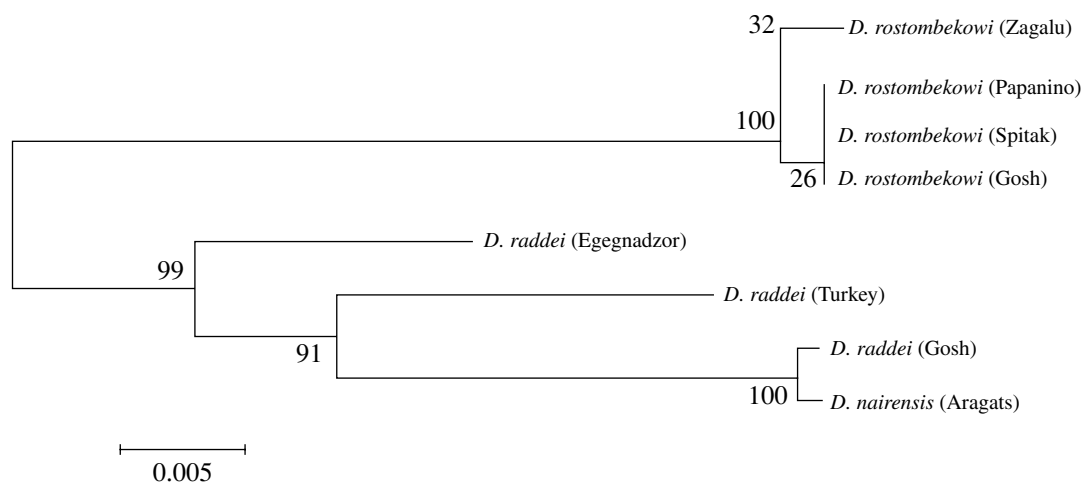 32
D. rostombekowi (Zagalu)
D. rostombekowi (Papanino)
100
D. rostombekowi (Spitak)
26
D. rostombekowi (Gosh)
D. raddei (Egegnadzor)
99
D. raddei (Turkey)
91
D. raddei (Gosh)
100
D. nairensis (Aragats)
0.005